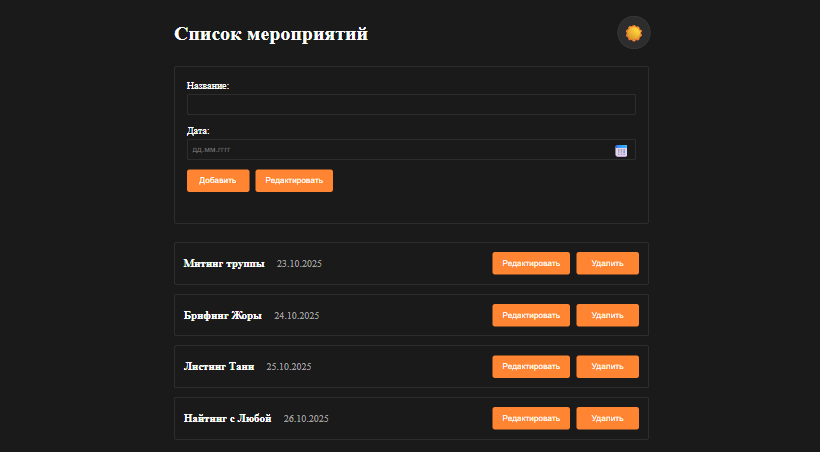 Список мероприятий
Название:
Дата:
дд.мм.гггг
Добавить Редактировать
Митинг труппы 23.10.2025 Редактировать Удалить
Брифинг Жоры 24.10.2025 Редактировать Удалить
Листинг Тани 25.10.2025 Редактировать Удалить
Найтинг с Любой 26.10.2025 Редактировать Удалить